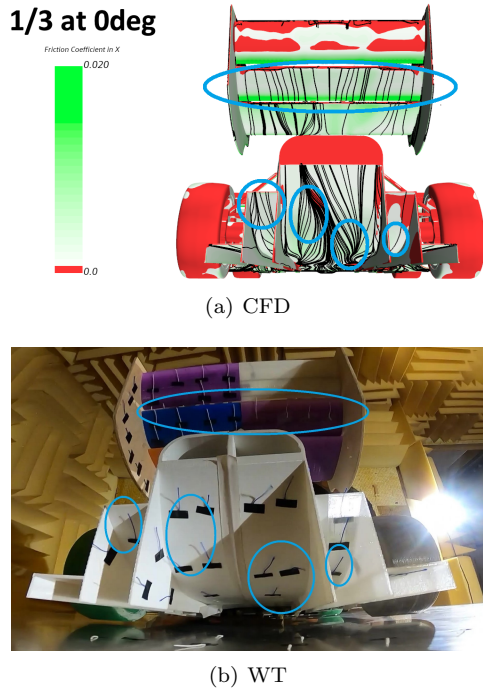 1/3 at 0deg
Friction Coefficient in X
0.020
0.0
(a) CFD
(b) WT